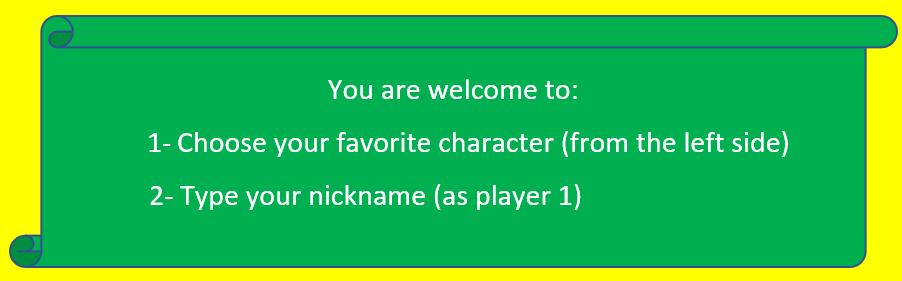 You are welcome to:
1- Choose your favorite character (from the left side)
2- Type your nickname (as player 1)